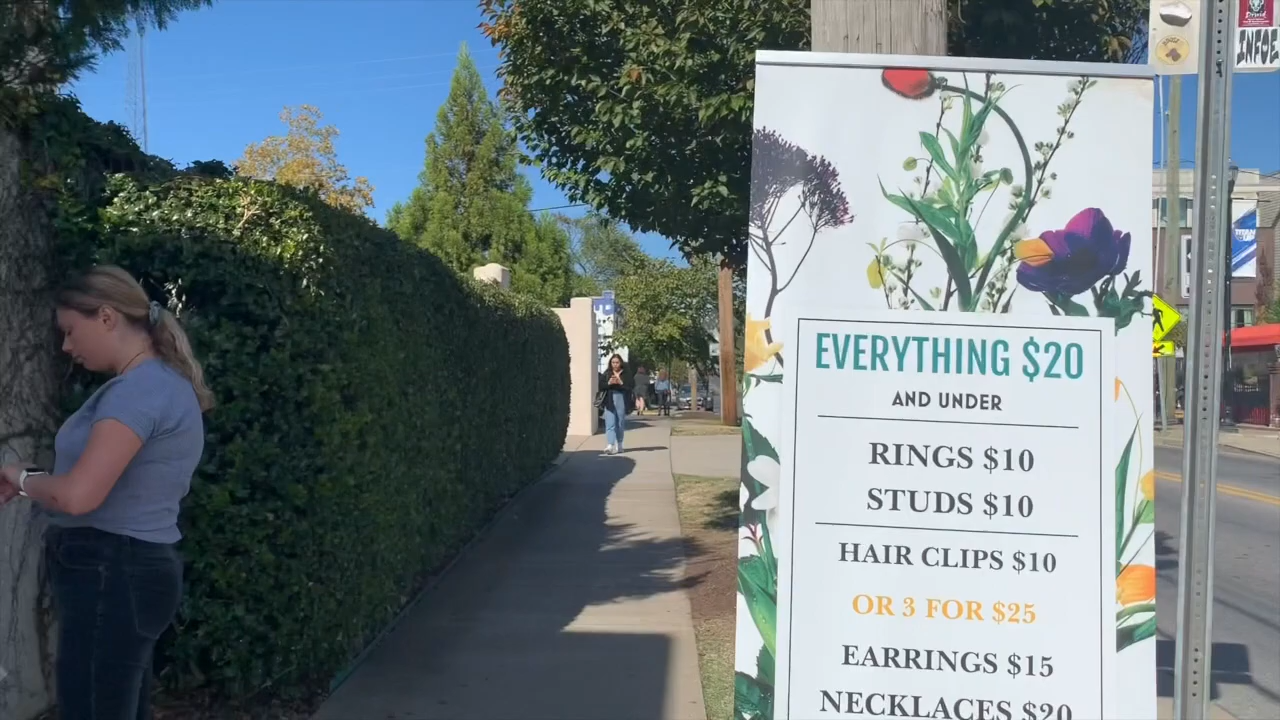 EVERYTHING $20
AND UNDER
RINGS $10
STUDS $10
HAIR CLIPS $10
OR 3 FOR $25
EARRINGS $15
NECKLACES $20
INFOE